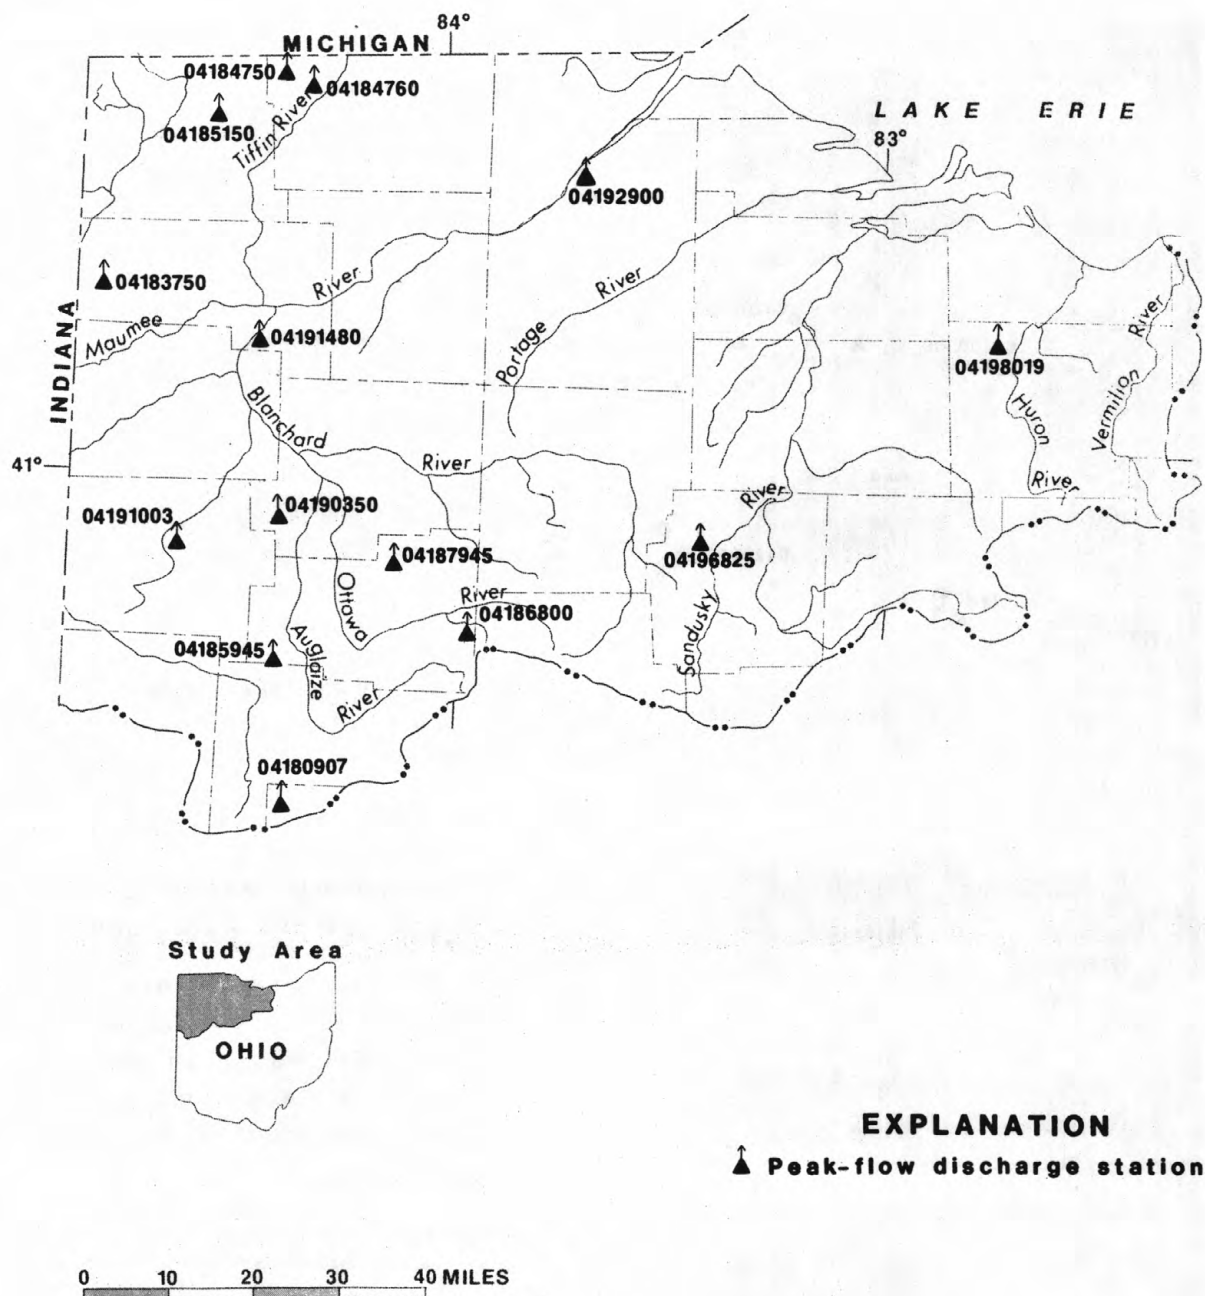 84°
MICHIGAN
04184750
04184760
04185150
Tiffin River
LAKE ERIE
83°
04192900
04183750
River
River
INDIANA
Maumee
04191480
Portage
River
04198019
Huron
Vermilion
Blanchard
River
41°
River
River
04190350
04191003
04187945
04196825
Ottawa
River
04186800
Sandusky
04185945
Auglaize
River
04180907
Study Area
OHIO
EXPLANATION
Peak-flow discharge station
0 10 20 30 40 MILES